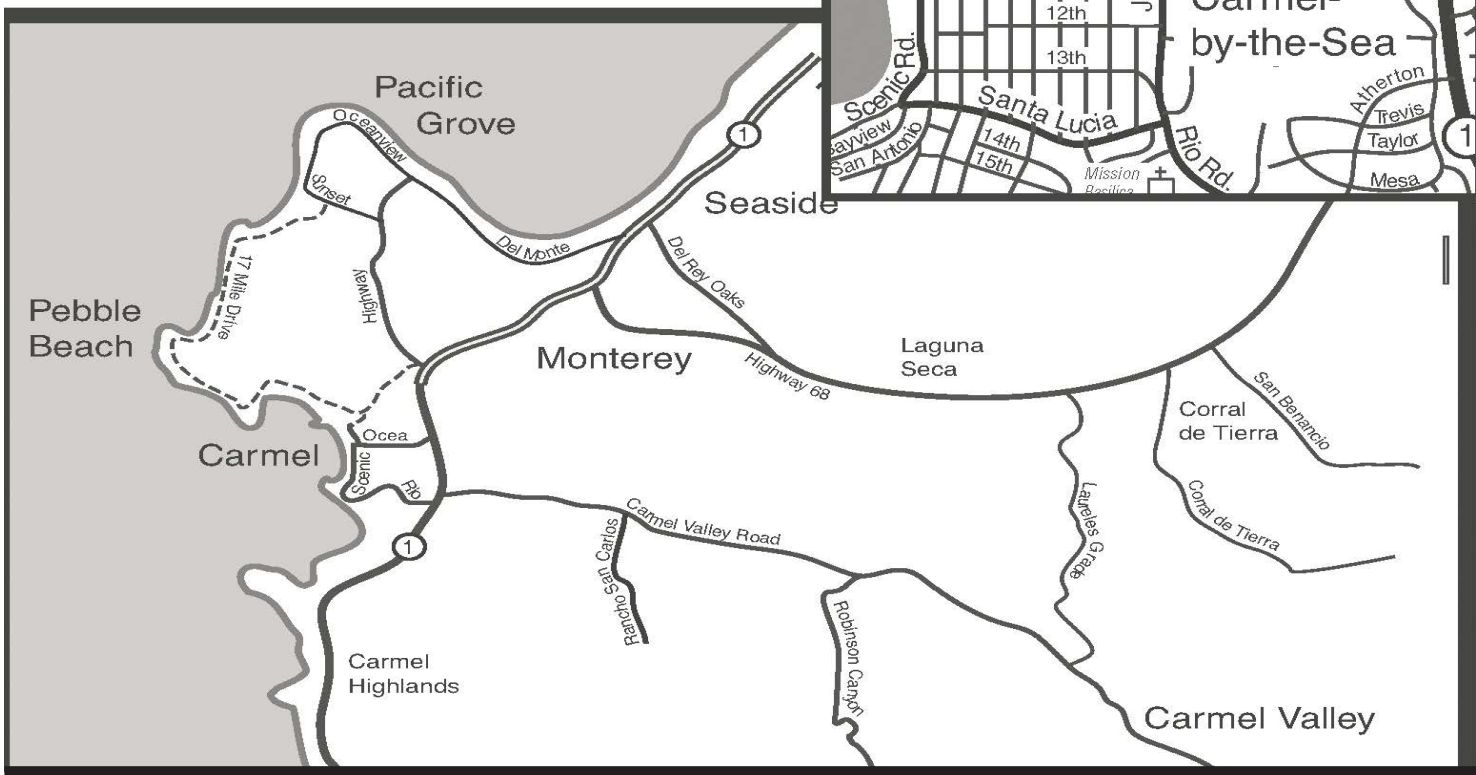 12th
Carmel-
by-the-Sea
13th
Scenic Rd.
Santa Lucia
Atherton
Trevis
Taylor
Mesa
1
Bayview
San Antonio
14th
15th
Rio Rd.
Mission
Basilica
Pacific
Grove
Oceanview
1
Sunset
Seaside
Del Monte
Del Rey Oaks
17 Mile Drive
Highway
Pebble
Beach
Monterey
Highway 68
Laguna
Seca
San Benancio
Corral
de Tierra
Carmel
Ocea
Scenic
Rio
Carmel Valley Road
Rancho San Carlos
Laureles Grade
Corral de Tierra
1
Robinson Canyon
Carmel
Highlands
Carmel Valley